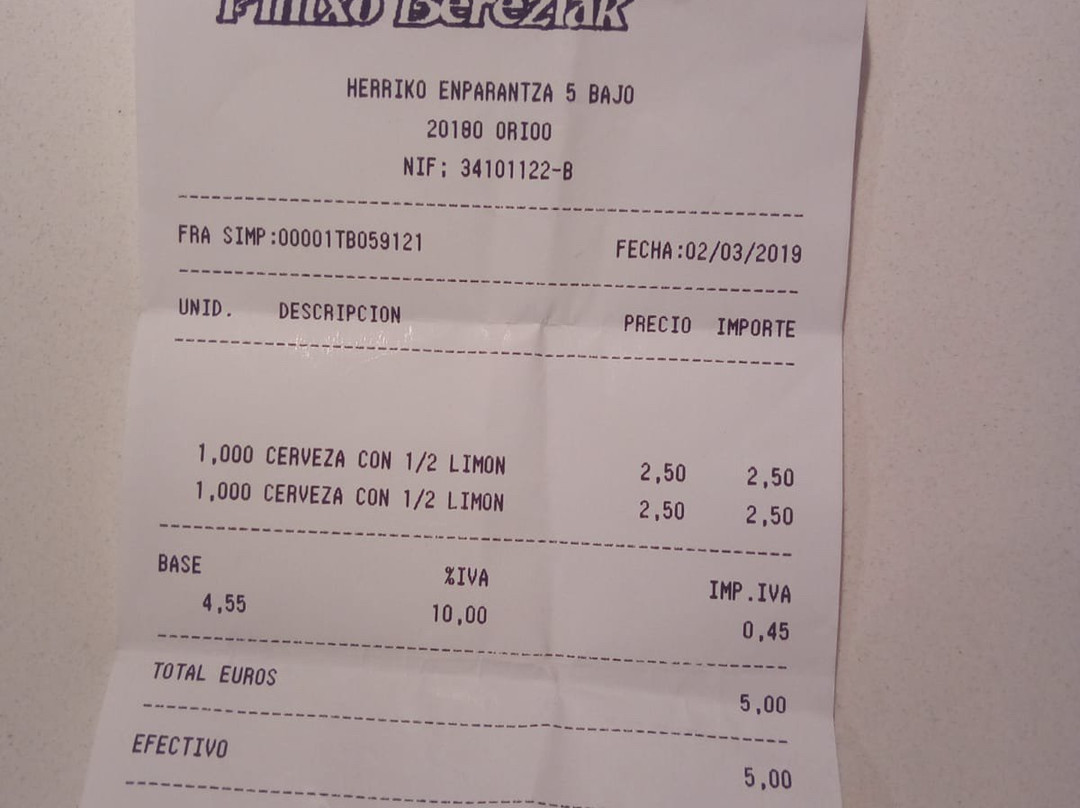 Pintxo Bereziak
HERRIKO ENPARANTZA 5 BAJO
20180 ORIOO
NIF: 34101122-B
FRA SIMP:00001TB059121 FECHA:02/03/2019
UNID. DESCRIPCION PRECIO IMPORTE
1,000 CERVEZA CON 1/2 LIMON 2,50 2,50
1,000 CERVEZA CON 1/2 LIMON 2,50 2,50
BASE %IVA IMP.IVA
4,55 10,00 0,45
TOTAL EUROS 5,00
EFECTIVO 5,00